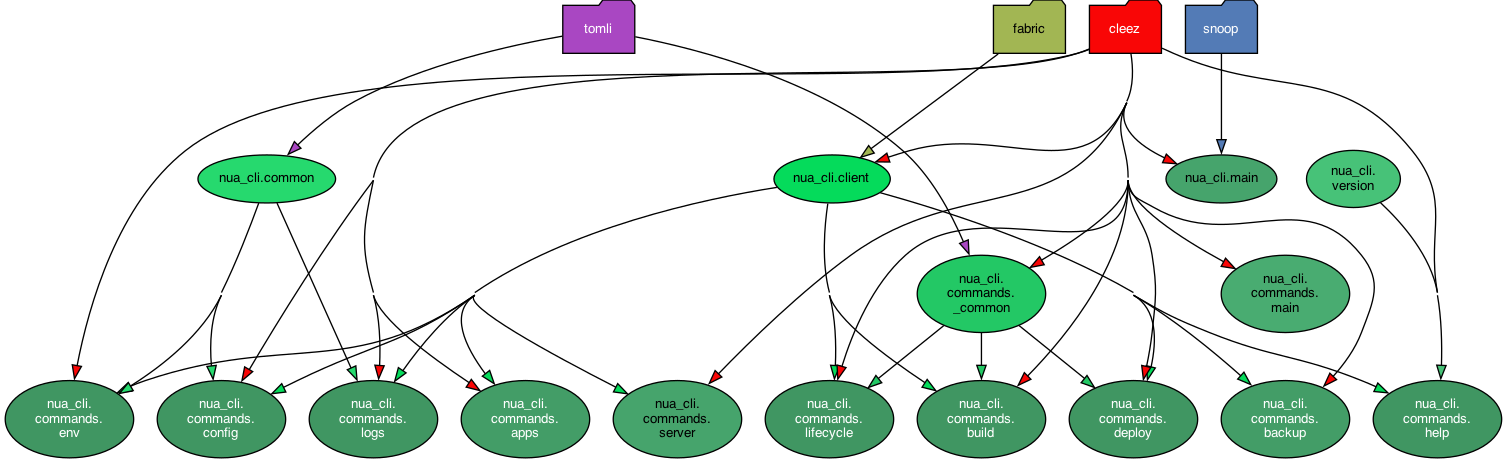 tomli
fabric
cleez
snoop
nua_cli.common
nua_cli.client
nua_cli.main
nua_cli.
version
nua_cli.
commands.
_common
nua_cli.
commands.
main
nua_cli.
commands.
env
nua_cli.
commands.
config
nua_cli.
commands.
logs
nua_cli.
commands.
apps
nua_cli.
commands.
server
nua_cli.
commands.
lifecycle
nua_cli.
commands.
build
nua_cli.
commands.
deploy
nua_cli.
commands.
backup
nua_cli.
commands.
help